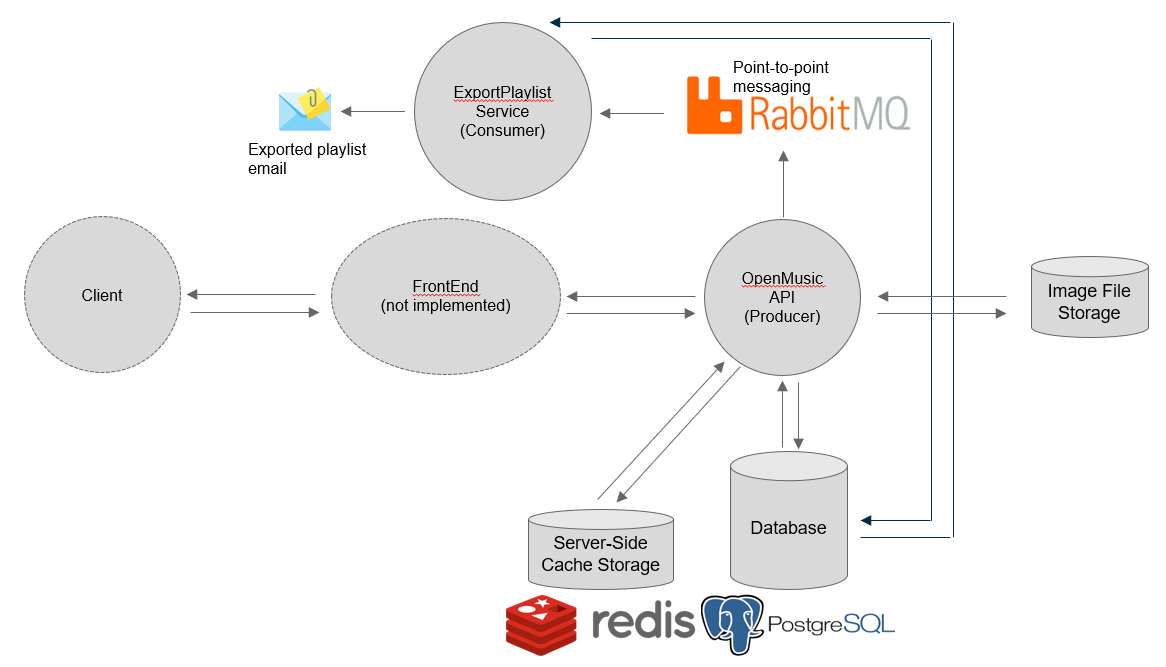 Point-to-point
messaging
RabbitMQ
ExportPlaylist
Service
(Consumer)
Exported playlist
email
Client
FrontEnd
(not implemented)
OpenMusic
API
(Producer)
Image File
Storage
Server-Side
Cache Storage
Database
redis
PostgreSQL